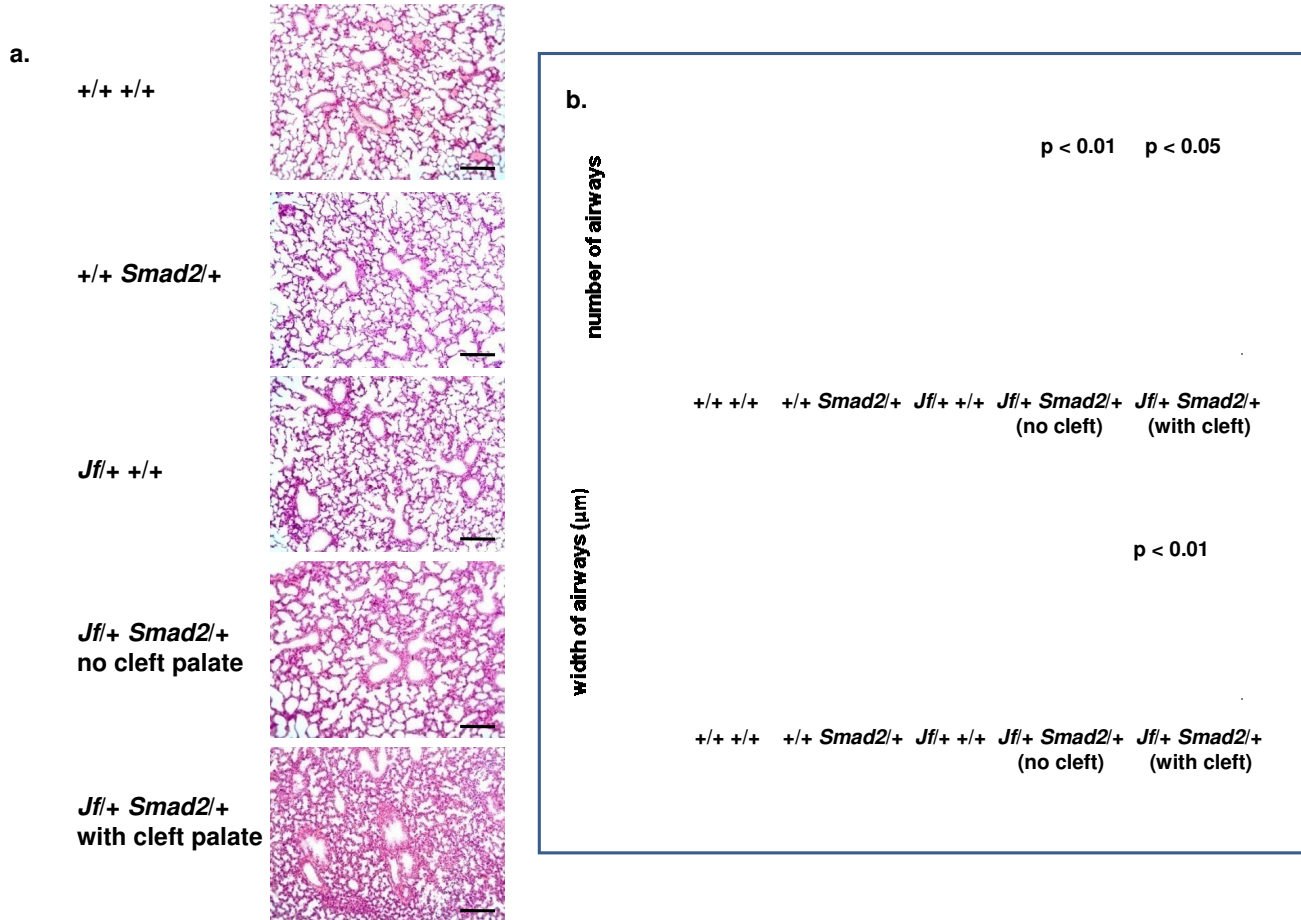 a.
+/+ +/+
+/+ Smad2/+
Jf/+ +/+
Jf/+ Smad2/+
no cleft palate
Jf/+ Smad2/+
with cleft palate
b.
number of airways
p < 0.01 p < 0.05
+/+ +/+ +/+ Smad2/+ Jf/+ +/+ Jf/+ Smad2/+ Jf/+ Smad2/+
(no cleft) (with cleft)
width of airways (µm)
p < 0.01
+/+ +/+ +/+ Smad2/+ Jf/+ +/+ Jf/+ Smad2/+ Jf/+ Smad2/+
(no cleft) (with cleft)